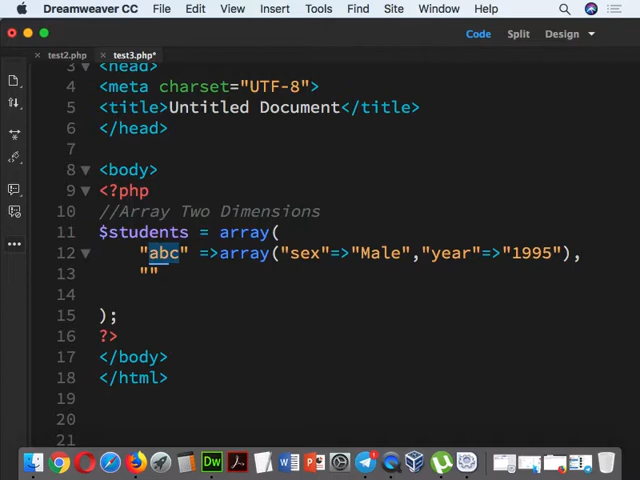 Dreamweaver CC File Edit View Insert Tools Find Site Window Help
Code Split Design
× test2.php × test3.php*
3 <head>
4 <meta charset="UTF-8">
5 <title>Untitled Document</title>
6 </head>
7
8 <body>
9 <?php
10 //Array Two Dimensions
11 $students = array(
12 "abc" =>array("sex"=>"Male","year"=>"1995"),
13 ""
14
15 );
16 ?>
17 </body>
18 </html>
19
20
21
Dw W P